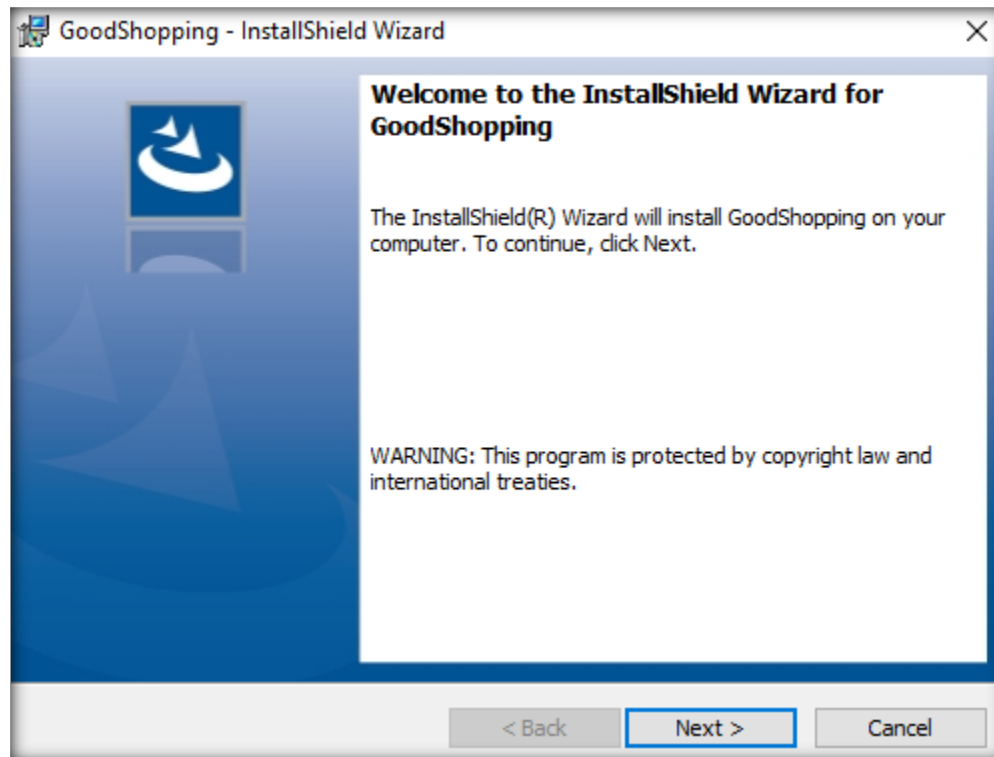 GoodShopping - InstallShield Wizard
Welcome to the InstallShield Wizard for
GoodShopping
The InstallShield(R) Wizard will install GoodShopping on your
computer. To continue, click Next.
WARNING: This program is protected by copyright law and
international treaties.
< Back Next > Cancel